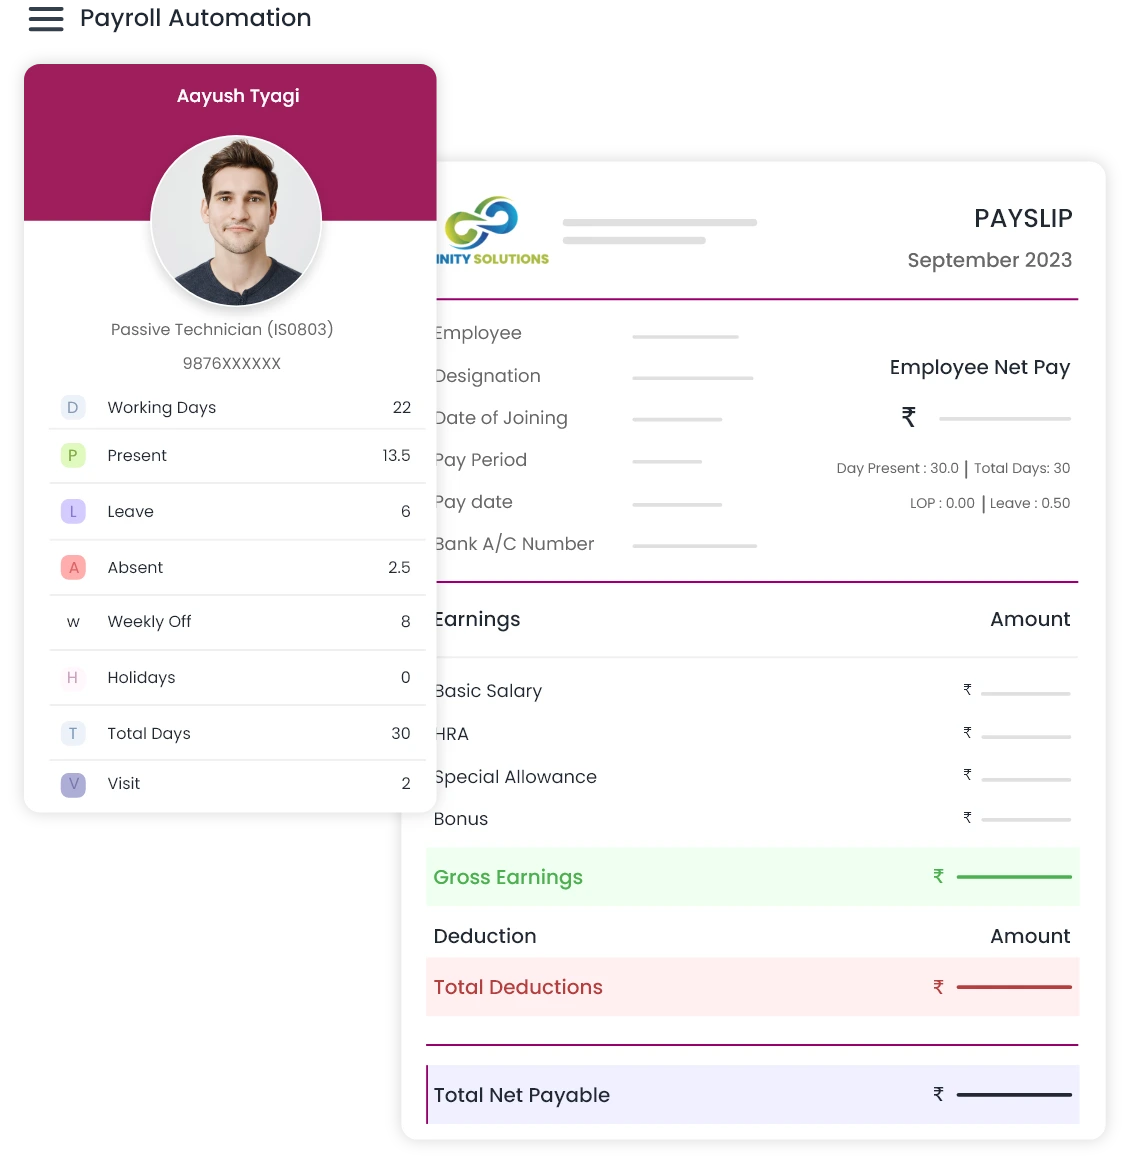 Payroll Automation
Aayush Tyagi
Passive Technician (IS0803)
9876XXXXXX
D Working Days 22
P Present 13.5
L Leave 6
A Absent 2.5
w Weekly Off 8
H Holidays 0
T Total Days 30
V Visit 2
INITY SOLUTIONS
PAYSLIP
September 2023
Employee
Designation
Date of Joining
Pay Period
Pay date
Bank A/C Number
Employee Net Pay
₹
Day Present : 30.0 | Total Days: 30
LOP : 0.00 | Leave : 0.50
Earnings Amount
Basic Salary ₹
HRA ₹
Special Allowance ₹
Bonus ₹
Gross Earnings ₹
Deduction Amount
Total Deductions ₹
Total Net Payable ₹